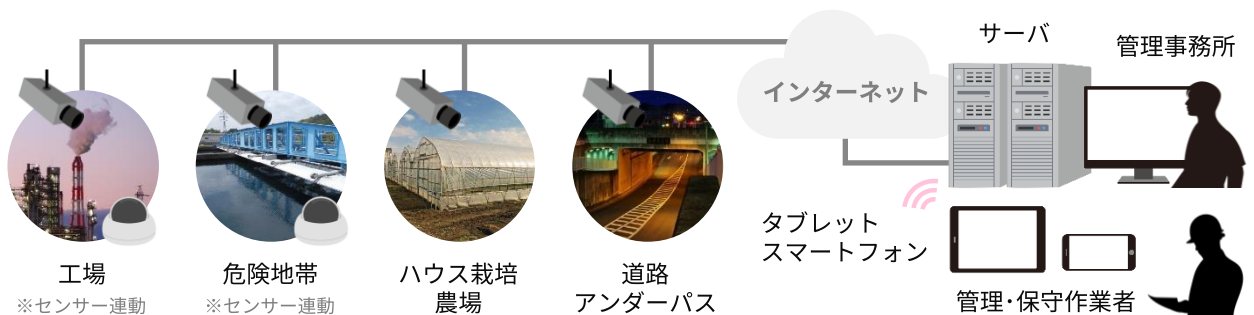 サーバ
管理事務所
インターネット
タブレット
スマートフォン
工場
※センサー連動
危険地帯
※センサー連動
ハウス栽培
農場
道路
アンダーパス
管理・保守作業者